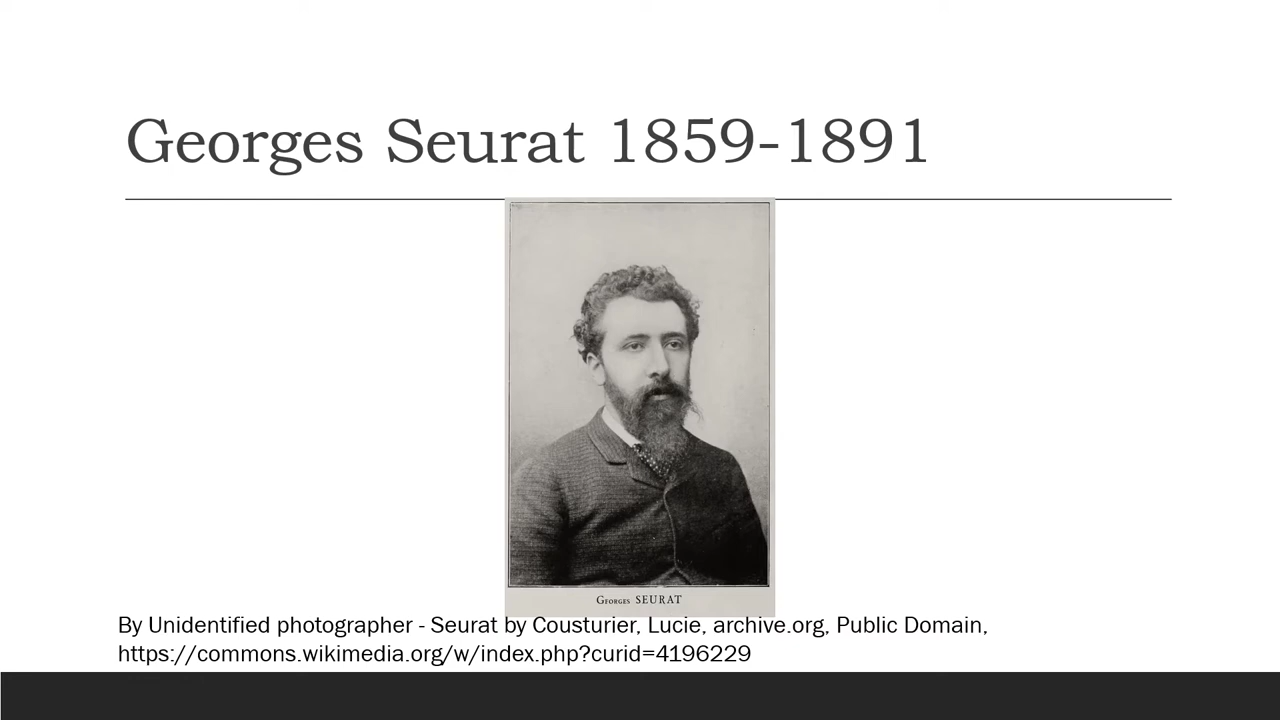 Georges Seurat 1859-1891
Georges SEURAT
By Unidentified photographer - Seurat by Cousturier, Lucie, archive.org, Public Domain,
https://commons.wikimedia.org/w/index.php?curid=4196229